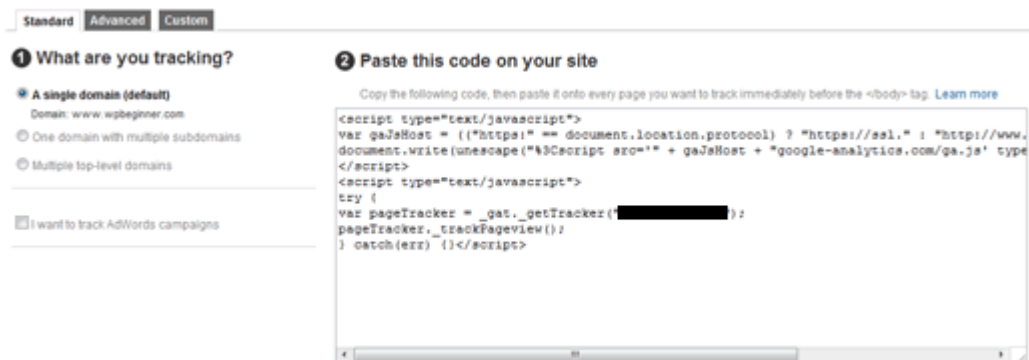 Standard Advanced Custom
1 What are you tracking?
A single domain (default)
Domain: www.wpbeginner.com
One domain with multiple subdomains
Multiple top-level domains
I want to track AdWords campaigns
2 Paste this code on your site
Copy the following code, then paste it onto every page you want to track immediately before the </body> tag. Learn more
<script type="text/javascript">
var gaJsHost = (("https:" == document.location.protocol) ? "https://ssl." : "http://www.
document.write(unescape("%3Cscript src='" + gaJsHost + "google-analytics.com/ga.js' type
</script>
<script type="text/javascript">
try {
var pageTracker = _gat._getTracker(" ");
pageTracker._trackPageview();
} catch(err) {}</script>